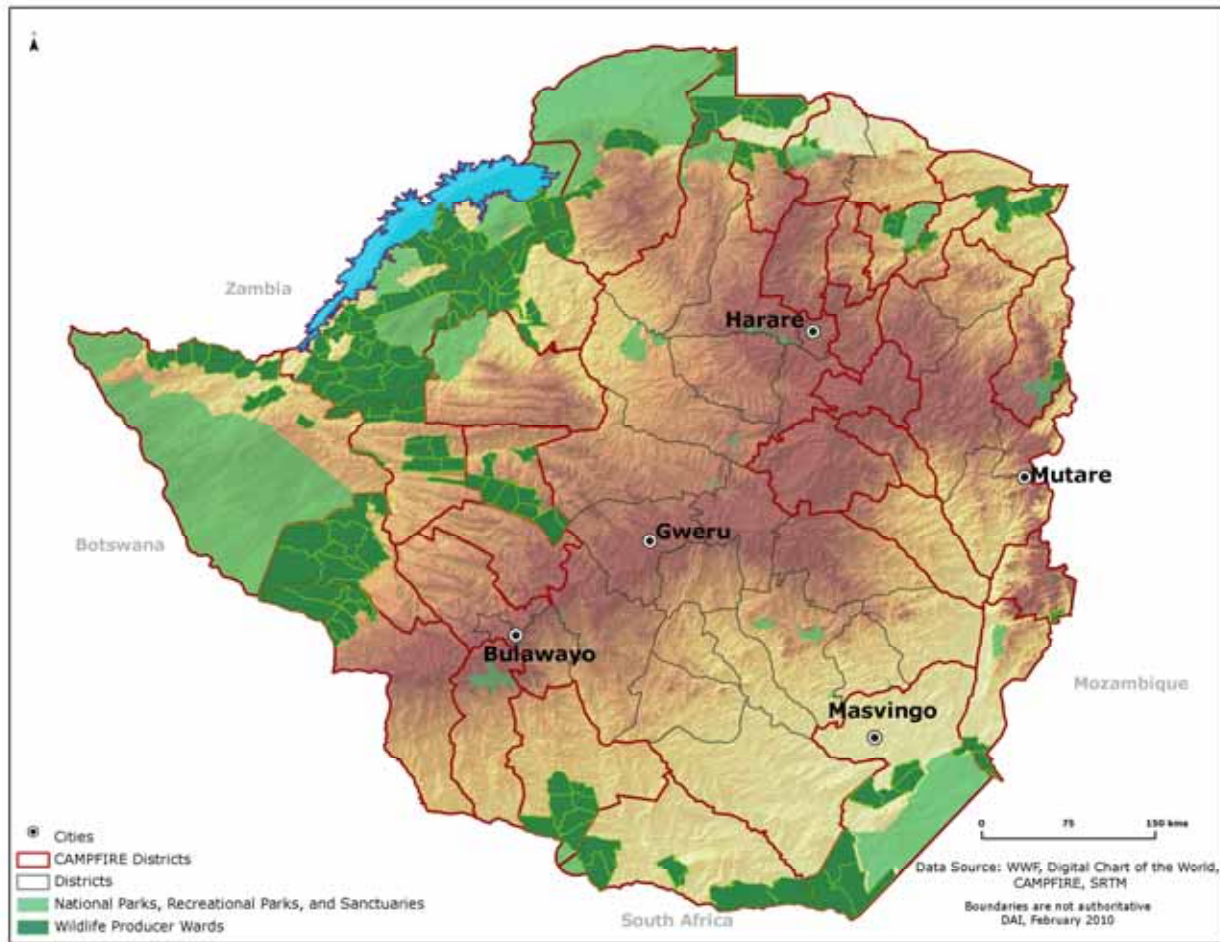 Zambia
Harare
Mutare
Gweru
Botswana
Bulawayo
Mozambique
Masvingo
0 75 150 kms
Cities
CAMPFIRE Districts
Districts
National Parks, Recreational Parks, and Sanctuaries
Wildlife Producer Wards
South Africa
Data Source: WWF, Digital Chart of the World,
CAMPFIRE, SRTM
Boundaries are not authoritative
DAI, February 2010